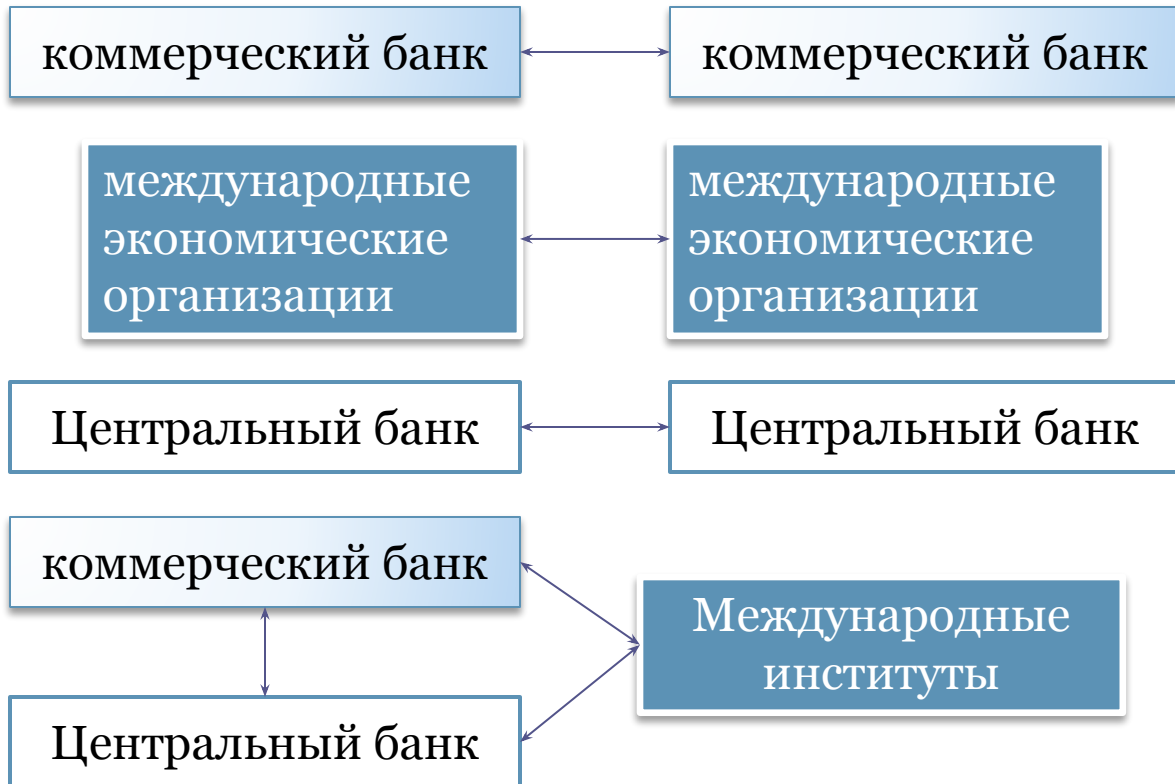 коммерческий банк
коммерческий банк
международные
экономические
организации
международные
экономические
организации
Центральный банк
Центральный банк
коммерческий банк
Международные
институты
Центральный банк